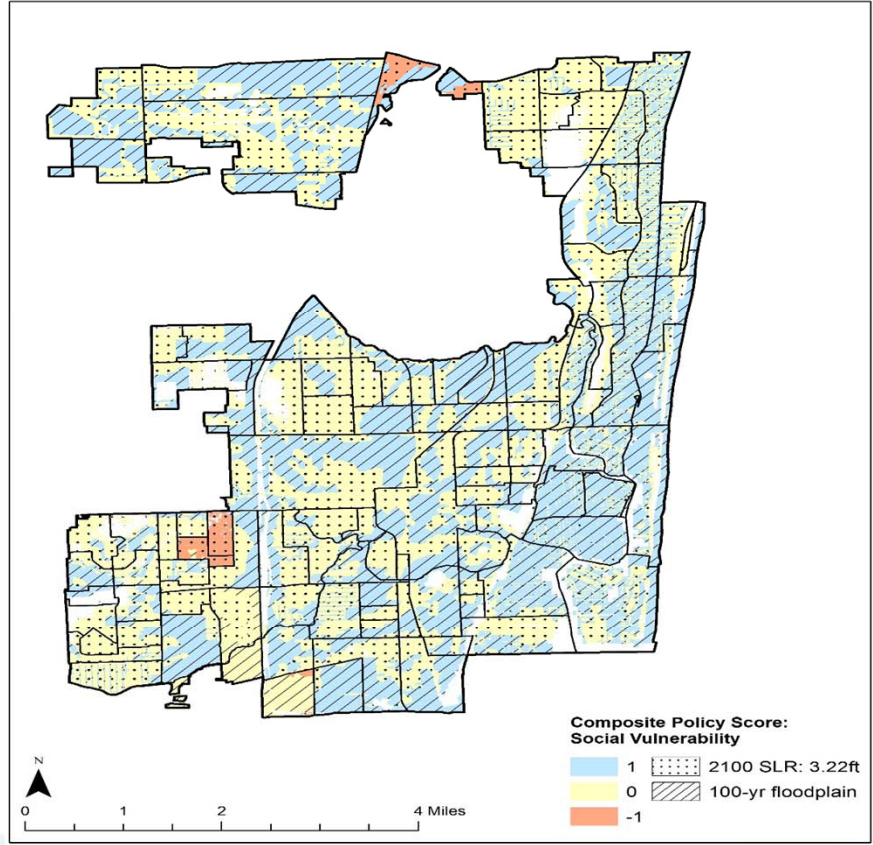 Composite Policy Score:
Social Vulnerability
1 2100 SLR: 3.22ft
0 100-yr floodplain
-1
N
0 1 2 4 Miles